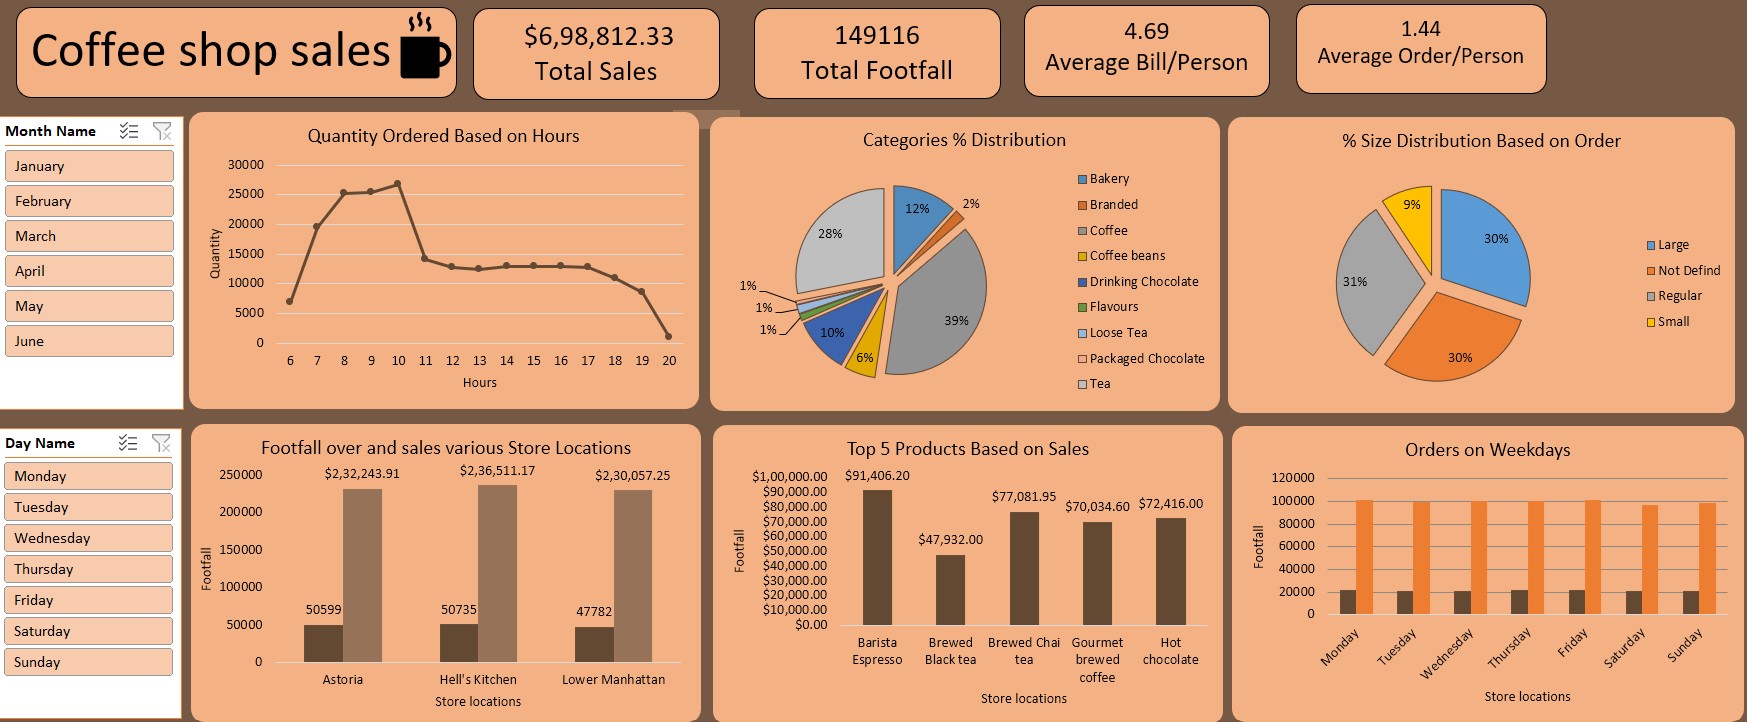 Coffee shop sales
$6,98,812.33
Total Sales
149116
Total Footfall
4.69
Average Bill/Person
1.44
Average Order/Person
Month Name
January
February
March
April
May
June
Quantity Ordered Based on Hours
30000
25000
20000
15000
10000
5000
0
Quantity
6 7 8 9 10 11 12 13 14 15 16 17 18 19 20
Hours
Categories % Distribution
12%
2%
39%
6%
10%
1%
1%
1%
28%
Bakery
Branded
Coffee
Coffee beans
Drinking Chocolate
Flavours
Loose Tea
Packaged Chocolate
Tea
% Size Distribution Based on Order
9%
30%
31%
30%
Large
Not Defind
Regular
Small
Day Name
Monday
Tuesday
Wednesday
Thursday
Friday
Saturday
Sunday
Footfall over and sales various Store Locations
250000
200000
150000
100000
50000
0
Footfall
$2,32,243.91
$2,36,511.17
$2,30,057.25
50599
50735
47782
Astoria
Hell's Kitchen
Lower Manhattan
Store locations
Top 5 Products Based on Sales
$1,00,000.00
$90,000.00
$80,000.00
$70,000.00
$60,000.00
$50,000.00
$40,000.00
$30,000.00
$20,000.00
$10,000.00
$0.00
Footfall
$91,406.20
$47,932.00
$77,081.95
$70,034.60
$72,416.00
Barista
Espresso
Brewed
Black tea
Brewed Chai
tea
Gourmet
brewed
coffee
Hot
chocolate
Store locations
Orders on Weekdays
120000
100000
80000
60000
40000
20000
0
Footfall
Monday
Tuesday
Wednesday
Thursday
Friday
Saturday
Sunday
Store locations